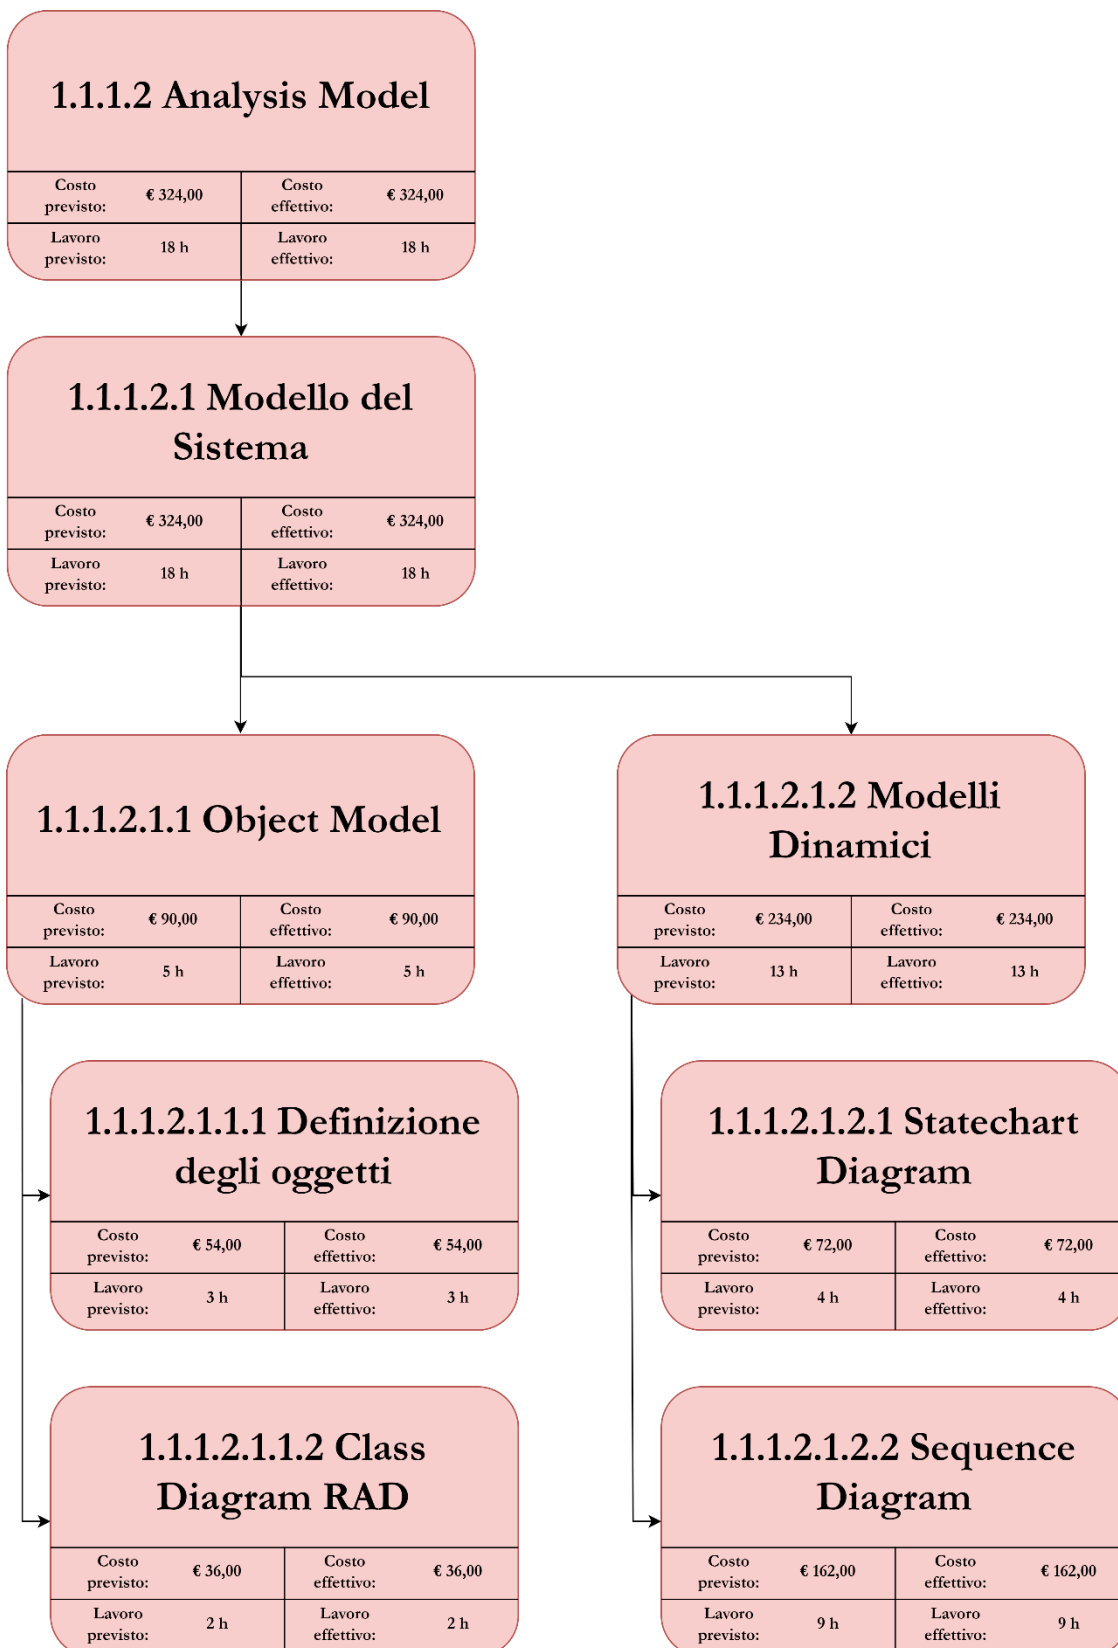 1.1.1.2 Analysis Model
Costo
previsto:
€ 324,00
Costo
effettivo:
€ 324,00
Lavoro
previsto:
18 h
Lavoro
effettivo:
18 h
1.1.1.2.1 Modello del
Sistema
Costo
previsto:
€ 324,00
Costo
effettivo:
€ 324,00
Lavoro
previsto:
18 h
Lavoro
effettivo:
18 h
1.1.1.2.1.1 Object Model
Costo
previsto:
€ 90,00
Costo
effettivo:
€ 90,00
Lavoro
previsto:
5 h
Lavoro
effettivo:
5 h
1.1.1.2.1.2 Modelli
Dinamici
Costo
previsto:
€ 234,00
Costo
effettivo:
€ 234,00
Lavoro
previsto:
13 h
Lavoro
effettivo:
13 h
1.1.1.2.1.1.1 Definizione
degli oggetti
Costo
previsto:
€ 54,00
Costo
effettivo:
€ 54,00
Lavoro
previsto:
3 h
Lavoro
effettivo:
3 h
1.1.1.2.1.2.1 Statechart
Diagram
Costo
previsto:
€ 72,00
Costo
effettivo:
€ 72,00
Lavoro
previsto:
4 h
Lavoro
effettivo:
4 h
1.1.1.2.1.1.2 Class
Diagram RAD
Costo
previsto:
€ 36,00
Costo
effettivo:
€ 36,00
Lavoro
previsto:
2 h
Lavoro
effettivo:
2 h
1.1.1.2.1.2.2 Sequence
Diagram
Costo
previsto:
€ 162,00
Costo
effettivo:
€ 162,00
Lavoro
previsto:
9 h
Lavoro
effettivo:
9 h